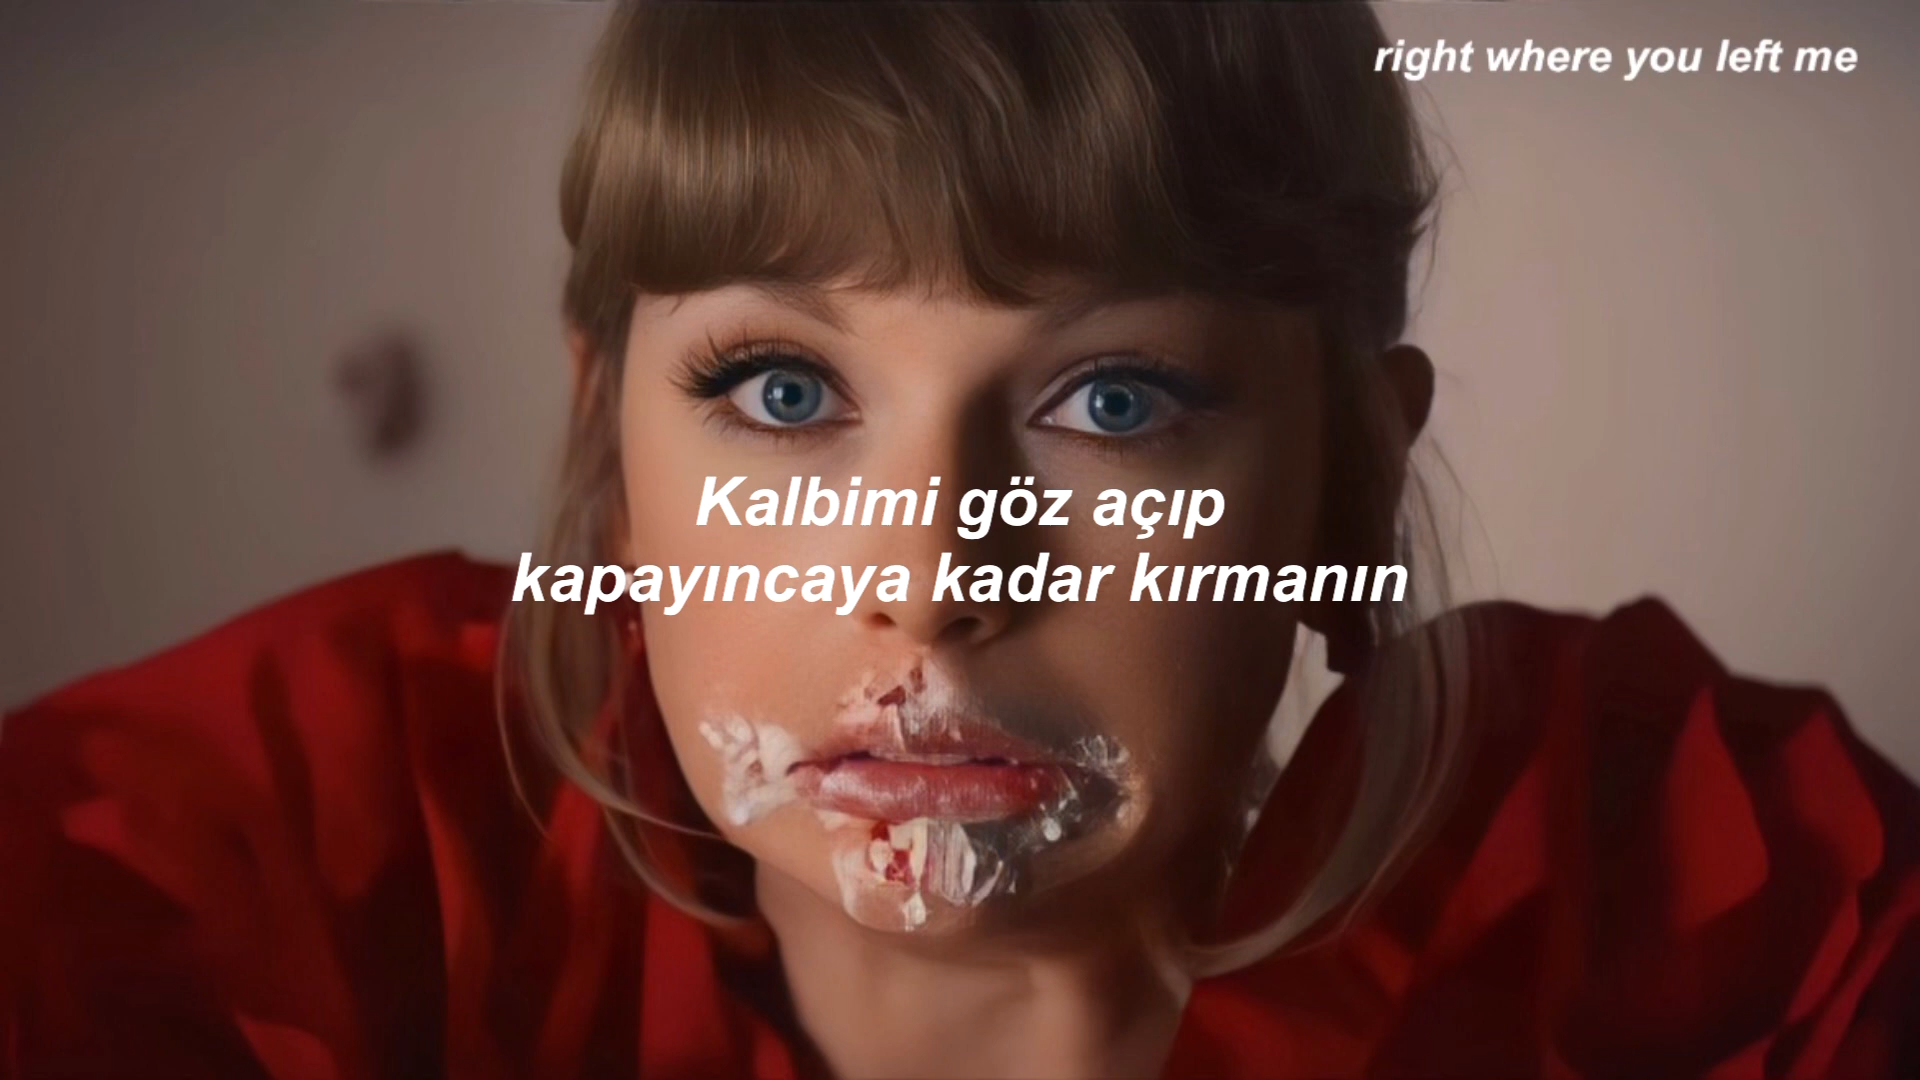 right where you left me
Kalbimi göz açıp
kapayıncaya kadar kırmanın